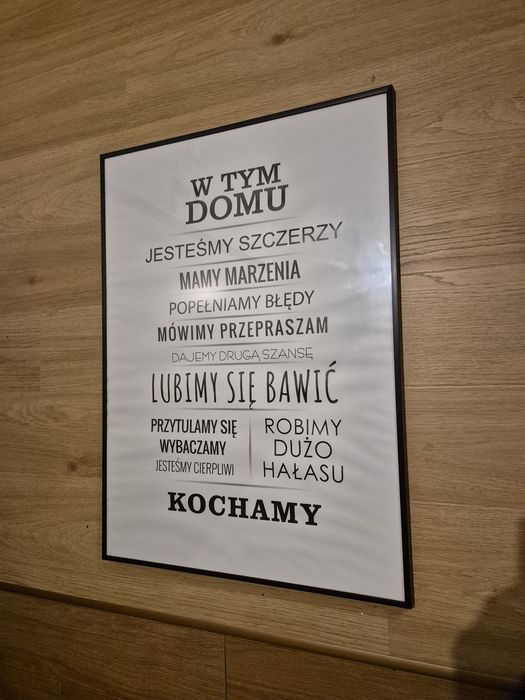 W TYM
DOMU
JESTEŚMY SZCZERZY
MAMY MARZENIA
POPEŁNIAMY BŁĘDY
MÓWIMY PRZEPRASZAM
DAJEMY DRUGĄ SZANSĘ
LUBIMY SIĘ BAWIĆ
PRZYTULAMY SIĘ
WYBACZAMY
JESTEŚMY CIERPLIWI
ROBIMY
DUŻO
HAŁASU
KOCHAMY